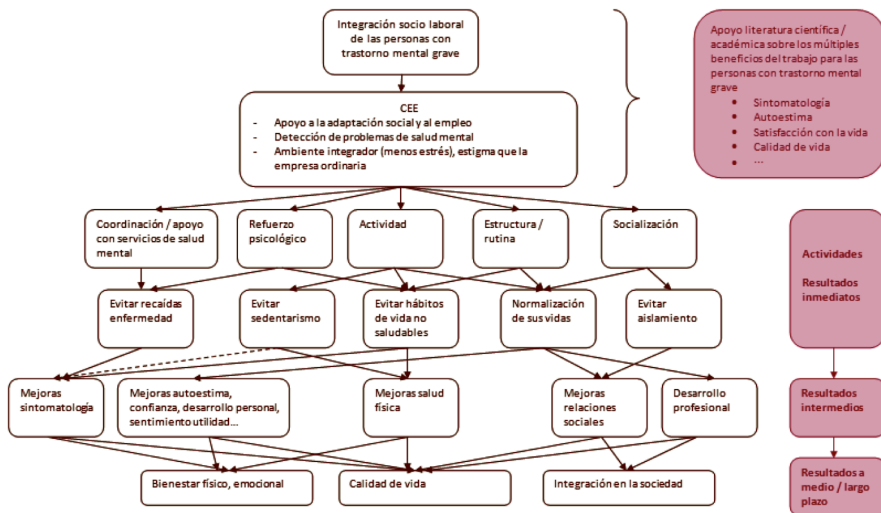 Integración socio laboral
de las personas con
trastorno mental grave
Apoyo literatura científica /
académica sobre los múltiples
beneficios del trabajo para las
personas con trastorno mental
grave
• Sintomatología
• Autoestima
• Satisfacción con la vida
• Calidad de vida
• ...
CEE
- Apoyo a la adaptación social y al empleo
- Detección de problemas de salud mental
- Ambiente integrador (menos estrés), estigma que la
empresa ordinaria
Coordinación / apoyo
con servicios de salud
mental
Refuerzo
psicológico
Actividad
Estructura /
rutina
Socialización
Actividades
Resultados
inmediatos
Evitar recaídas
enfermedad
Evitar
sedentarismo
Evitar hábitos
de vida no
saludables
Normalización
de sus vidas
Evitar
aislamiento
Mejoras
sintomatología
Mejoras autoestima,
confianza, desarrollo personal,
sentimiento utilidad...
Mejoras salud
física
Mejoras
relaciones
sociales
Desarrollo
profesional
Resultados
intermedios
Bienestar físico, emocional
Calidad de vida
Integración en la sociedad
Resultados a
medio / largo
plazo